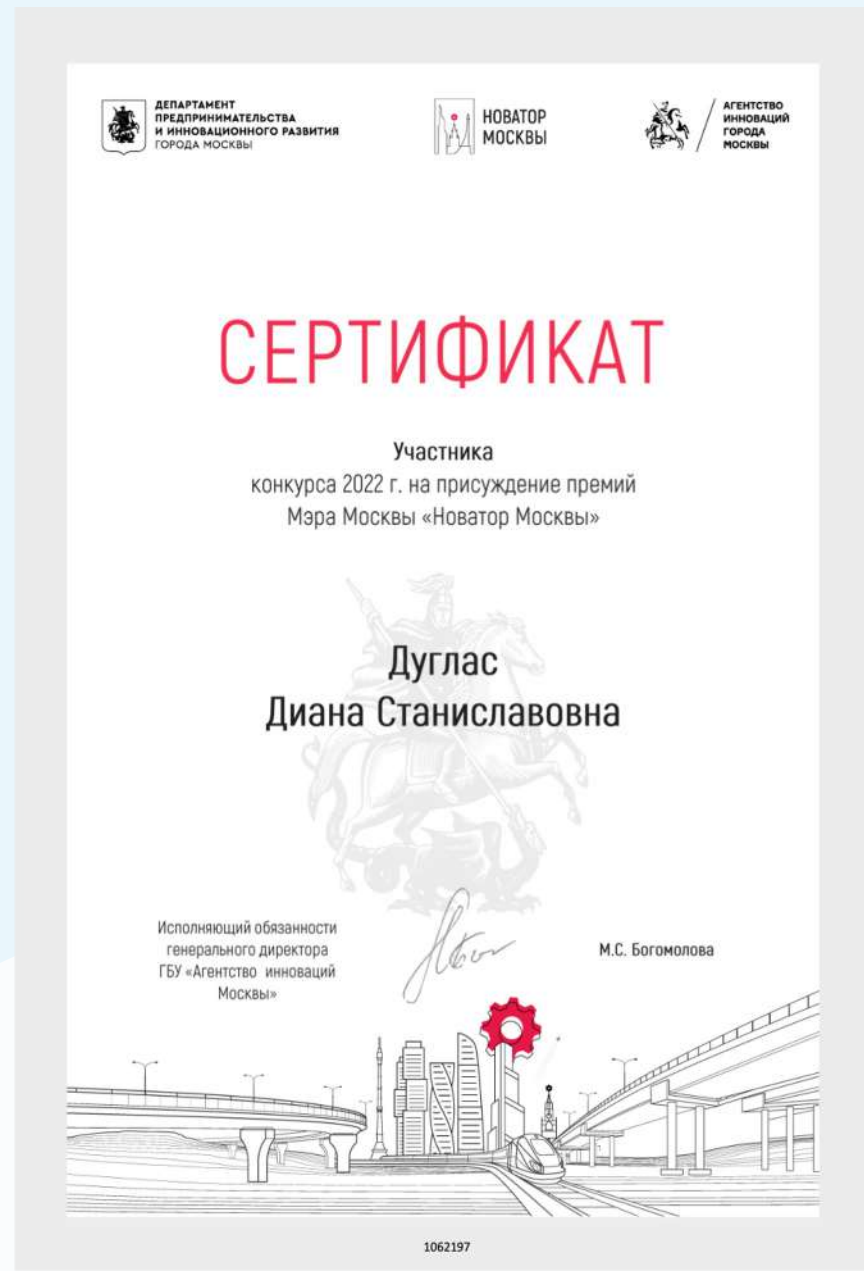 ДЕПАРТАМЕНТ
ПРЕДПРИНИМАТЕЛЬСТВА
И ИННОВАЦИОННОГО РАЗВИТИЯ
ГОРОДА МОСКВЫ
НОВАТОР
МОСКВЫ
АГЕНТСТВО
ИННОВАЦИЙ
ГОРОДА
МОСКВЫ
СЕРТИФИКАТ
Участника
конкурса 2022 г. на присуждение премий
Мэра Москвы «Новатор Москвы»
Дуглас
Диана Станиславовна
Исполняющий обязанности
генерального директора
ГБУ «Агентство инноваций
Москвы»
М.С. Богомолова
1062197